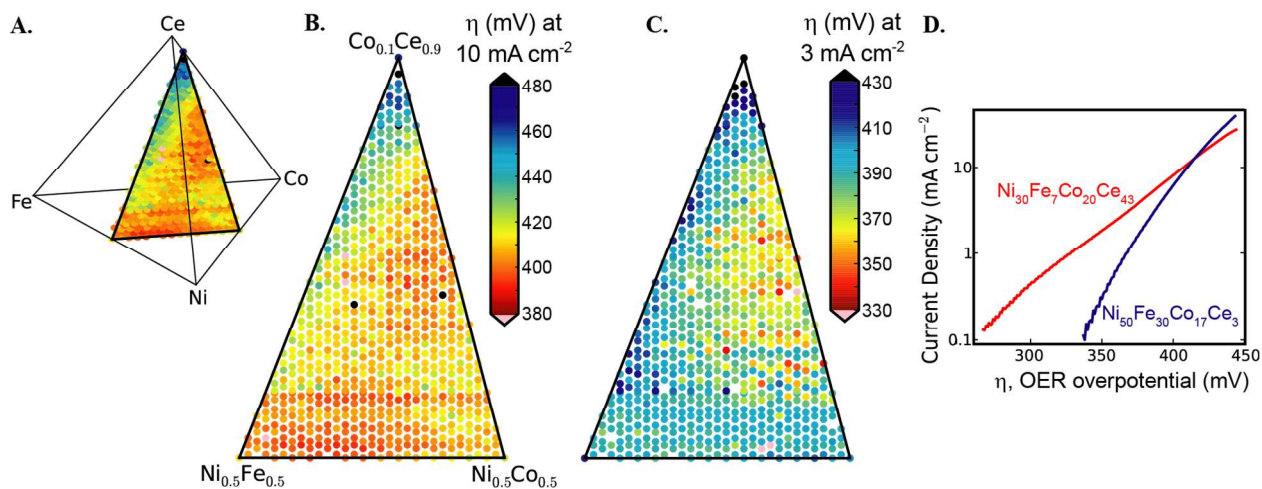 A.
Ce
Fe
Co
Ni
B.
Co0.1Ce0.9
Ni0.5Fe0.5
Ni0.5Co0.5
η (mV) at
10 mA cm-2
480
460
440
420
400
380
C.
η (mV) at
3 mA cm-2
430
410
390
370
350
330
D.
Current Density (mA cm−2)
10
1
0.1
Ni30Fe7Co20Ce43
Ni50Fe30Co17Ce3
300
350
400
450
η, OER overpotential (mV)